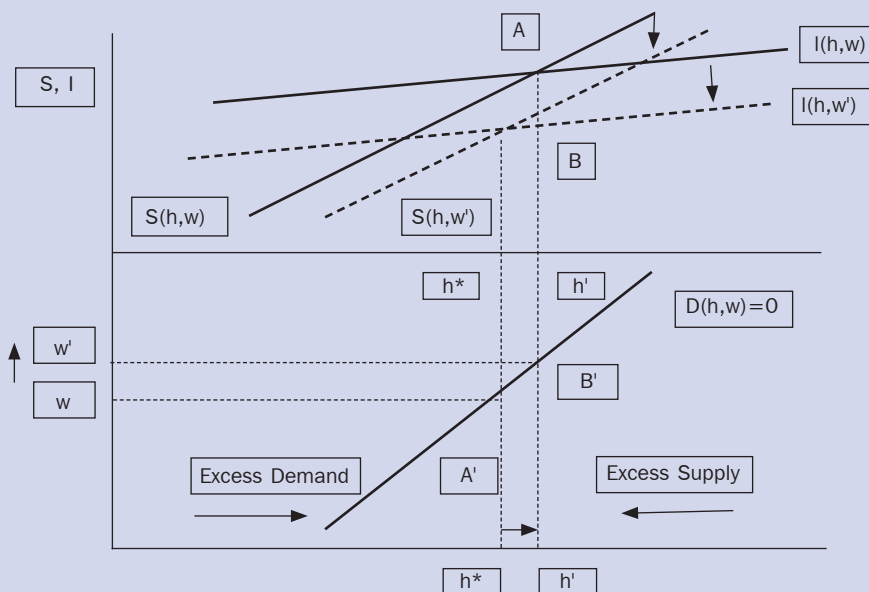 A
I(h,w)
S, I
I(h,w')
B
S(h,w)
S(h,w')
h*
h'
D(h,w)=0
w'
B'
w
Excess Demand
A'
Excess Supply
h*
h'